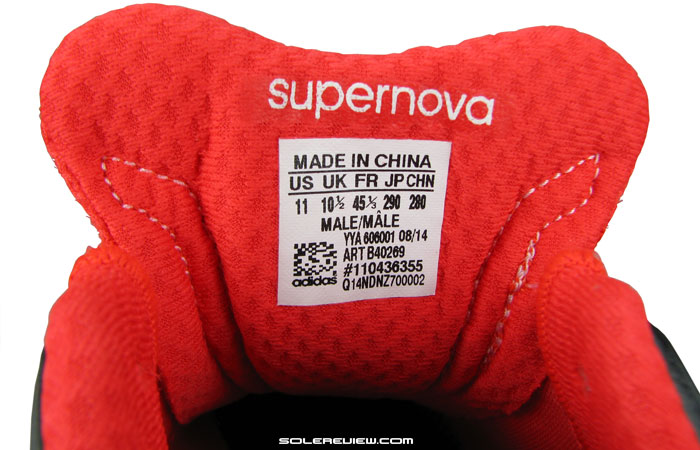 supernova
MADE IN CHINA
US UK FR JP CHN
11 10½ 45⅓ 290 280
MALE/MÂLE
YYA 606001 08/14
ART B40269
#110436355
adidas Q14NDNZ700002
SOLEREVIEW.COM